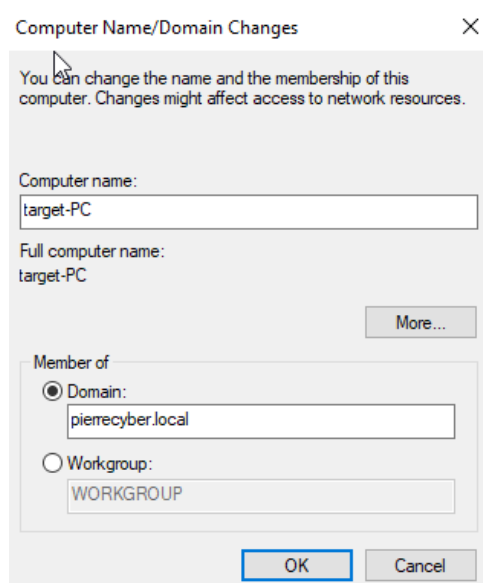 Computer Name/Domain Changes
You can change the name and the membership of this
computer. Changes might affect access to network resources.
Computer name:
target-PC
Full computer name:
target-PC
More...
Member of
Domain:
pierrecyber.local
Workgroup:
WORKGROUP
OK
Cancel